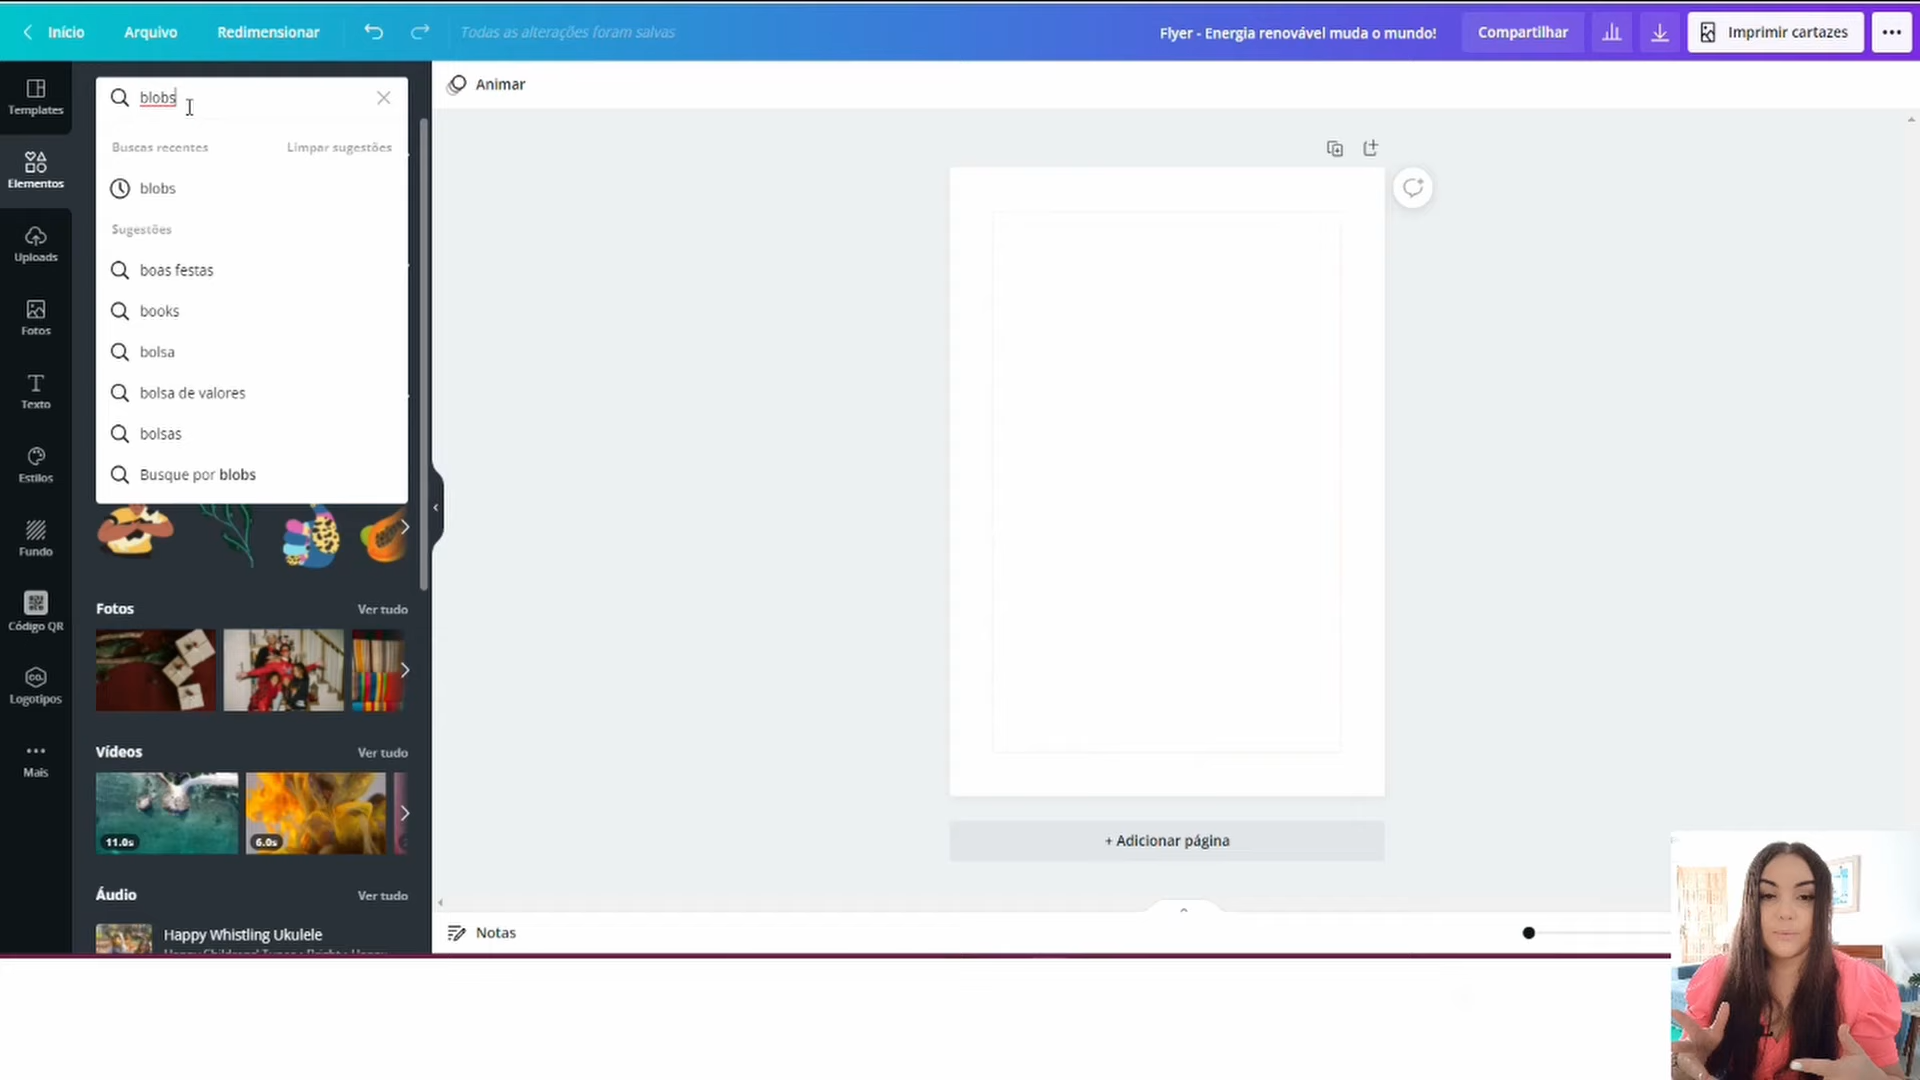 Início
Arquivo
Redimensionar
Todas as alterações foram salvas
Flyer - Energia renovável muda o mundo!
Compartilhar
Imprimir cartazes
Templates
Elementos
Uploads
Fotos
Texto
Estilos
Fundo
Código QR
Logotipos
CO.
Mais
blobs
Buscas recentes
Limpar sugestões
blobs
Sugestões
boas festas
books
bolsa
bolsa de valores
bolsas
Busque por blobs
Fotos
Ver tudo
Vídeos
Ver tudo
11.0s
6.0s
Áudio
Ver tudo
Happy Whistling Ukulele
Animar
+ Adicionar página
Notas